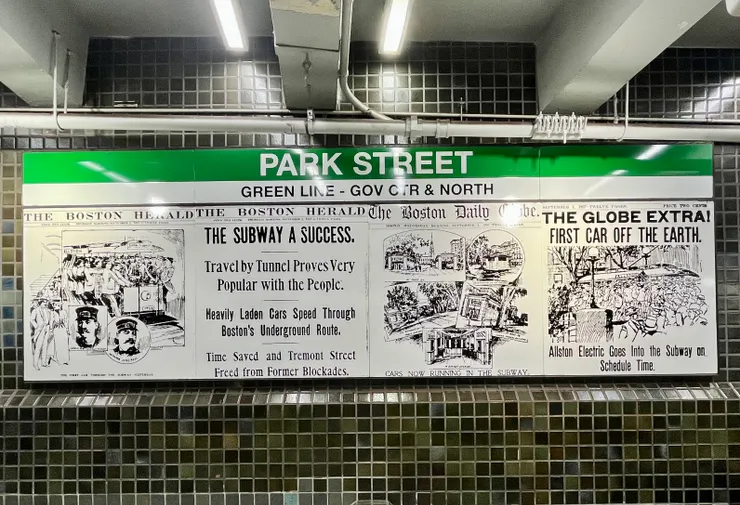 PARK STREET
GREEN LINE - GOV CTR & NORTH
THE BOSTON HERALD
THE BOSTON HERALD
THE SUBWAY A SUCCESS.
Travel by Tunnel Proves Very
Popular with the People.
Heavily Laden Cars Speed Through
Boston's Underground Route.
Time Saved and Tremont Street
Freed from Former Blockades.
The Boston Daily Globe.
CARS NOW RUNNING IN THE SUBWAY.
PRICE TWO CENTS
THE GLOBE EXTRA!
FIRST CAR OFF THE EARTH.
Allston Electric Goes Into the Subway on
Schedule Time.